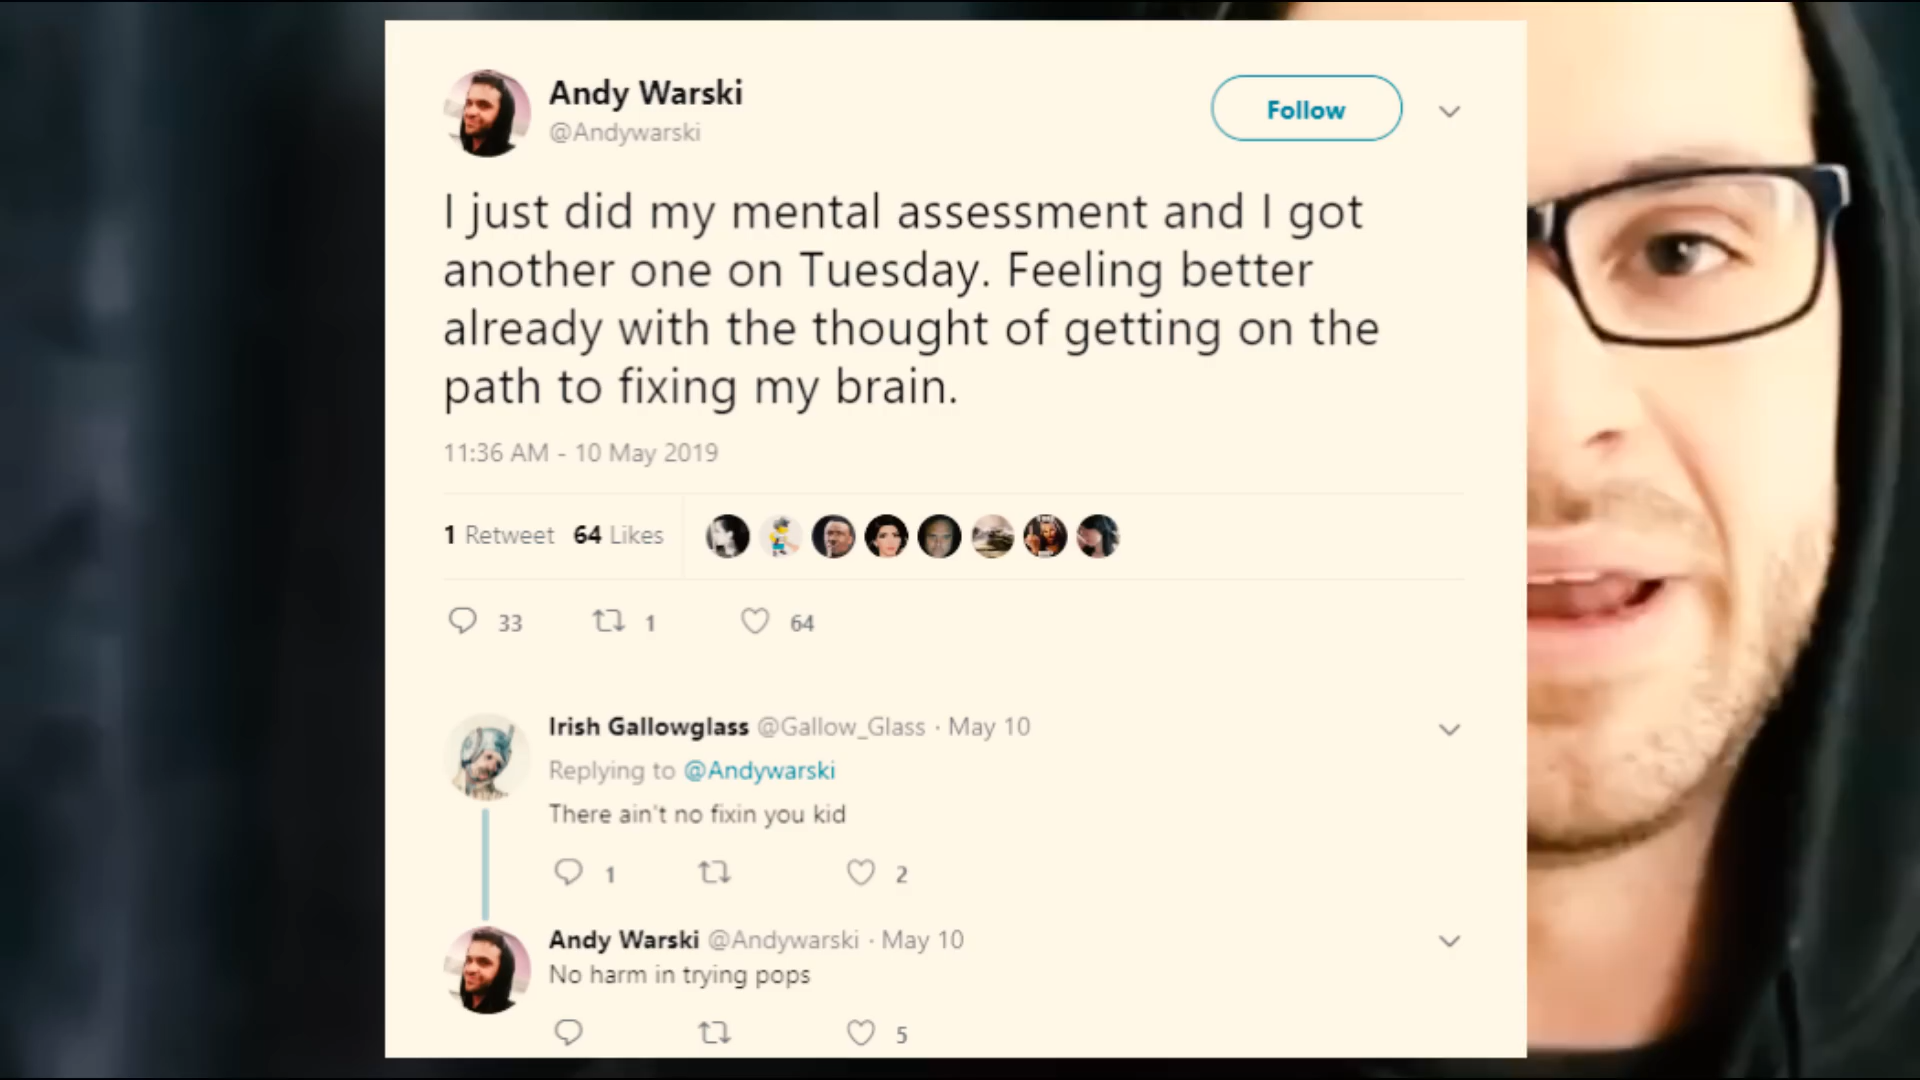 Andy Warski
@Andywarski
Follow
I just did my mental assessment and I got
another one on Tuesday. Feeling better
already with the thought of getting on the
path to fixing my brain.
11:36 AM - 10 May 2019
1 Retweet 64 Likes
33 1 64
Irish Gallowglass @Gallow_Glass · May 10
Replying to @Andywarski
There ain't no fixin you kid
1 2
Andy Warski @Andywarski · May 10
No harm in trying pops
5